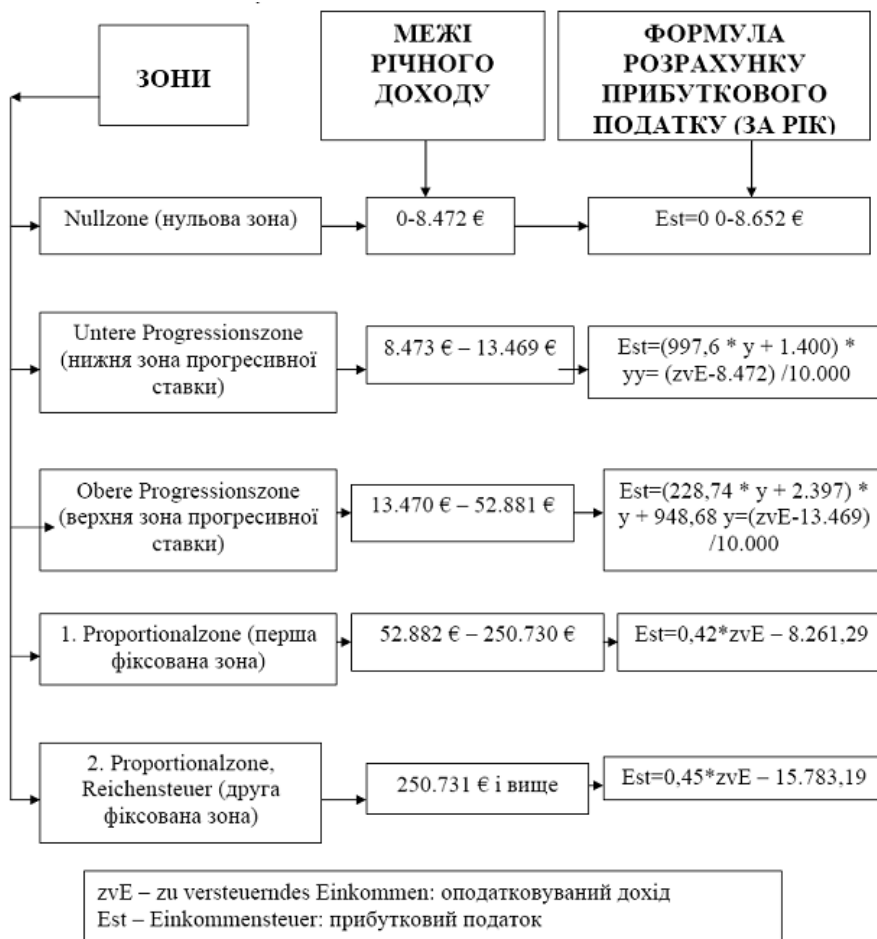 ЗОНИ
МЕЖІ
РІЧНОГО
ДОХОДУ
ФОРМУЛА
РОЗРАХУНКУ
ПРИБУТКОВОГО
ПОДАТКУ (ЗА РІК)
Nullzone (нульова зона)
0-8.472 €
Est=0 0-8.652 €
Untere Progressionszone
(нижня зона прогресивної
ставки)
8.473 € – 13.469 €
Est=(997,6 * y + 1.400) *
yy= (zvE-8.472) /10.000
Obere Progressionszone
(верхня зона прогресивної
ставки)
13.470 € – 52.881 €
Est=(228,74 * y + 2.397) *
y + 948,68 y=(zvE-13.469)
/10.000
1. Proportionalzone (перша
фіксована зона)
52.882 € – 250.730 €
Est=0,42*zvE – 8.261,29
2. Proportionalzone,
Reichensteuer (друга
фіксована зона)
250.731 € і вище
Est=0,45*zvE – 15.783,19
zvE – zu versteuerndes Einkommen: оподатковуваний дохід
Est – Einkommensteuer: прибутковий податок